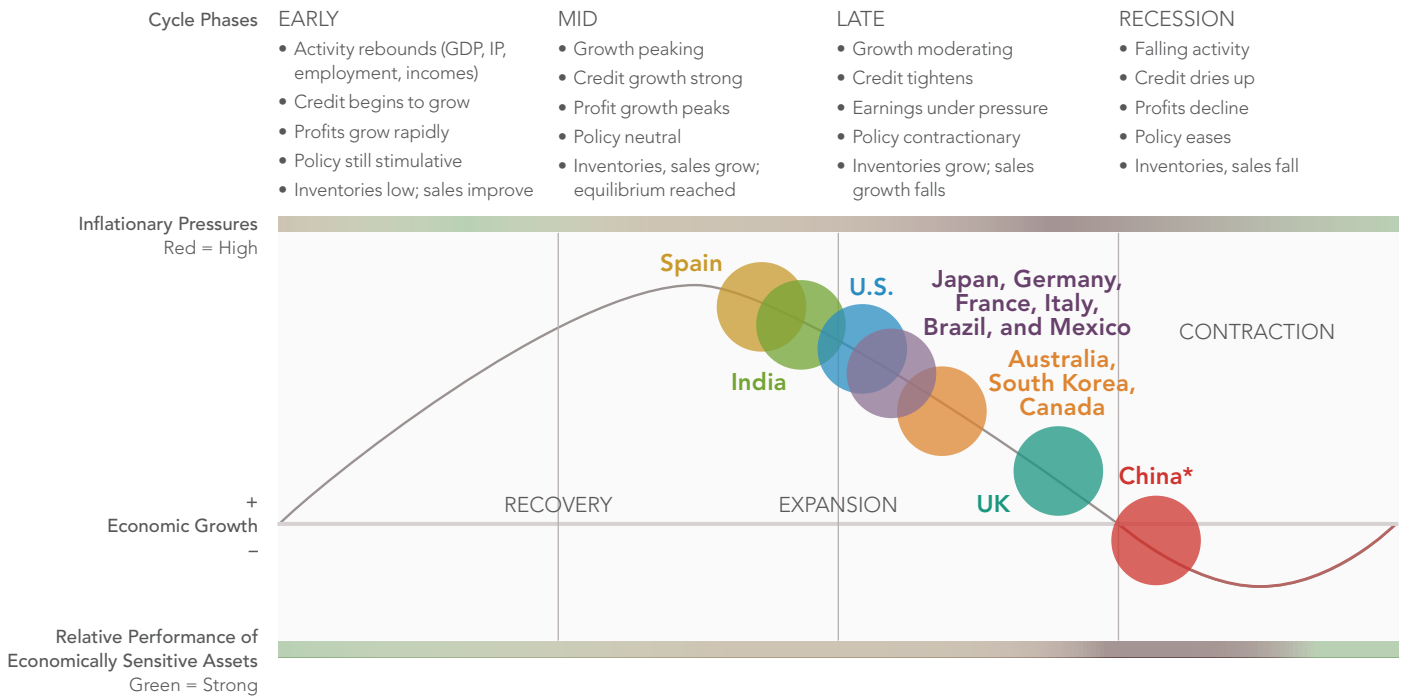 Cycle Phases
EARLY
• Activity rebounds (GDP, IP,
employment, incomes)
• Credit begins to grow
• Profits grow rapidly
• Policy still stimulative
• Inventories low; sales improve
MID
• Growth peaking
• Credit growth strong
• Profit growth peaks
• Policy neutral
• Inventories, sales grow;
equilibrium reached
LATE
• Growth moderating
• Credit tightens
• Earnings under pressure
• Policy contractionary
• Inventories grow; sales
growth falls
RECESSION
• Falling activity
• Credit dries up
• Profits decline
• Policy eases
• Inventories, sales fall
Inflationary Pressures
Red = High
Spain
India
U.S.
Japan, Germany,
France, Italy,
Brazil, and Mexico
Australia,
South Korea,
Canada
CONTRACTION
UK
China*
RECOVERY
EXPANSION
+
Economic Growth
–
Relative Performance of
Economically Sensitive Assets
Green = Strong